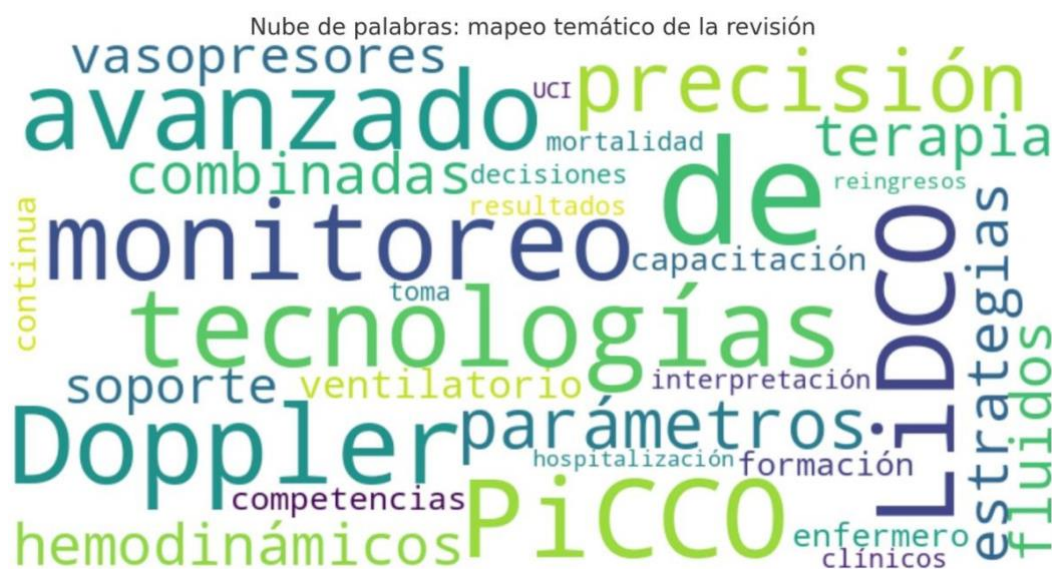 Nube de palabras: mapeo temático de la revisión
vasopresores
avanzado
UCI
precisión
mortalidad
terapia
combinadas
decisiones
de
reingresos
continua
resultados
monitoreo
capacitación
LiDCO
estrategias
toma
tecnologías
fluidos
soporte
ventilatorio
interpretación
Doppler
parámetros
hospitalización
formación
competencias
PiCCO
hemodinámicos
enfermero
clínicos